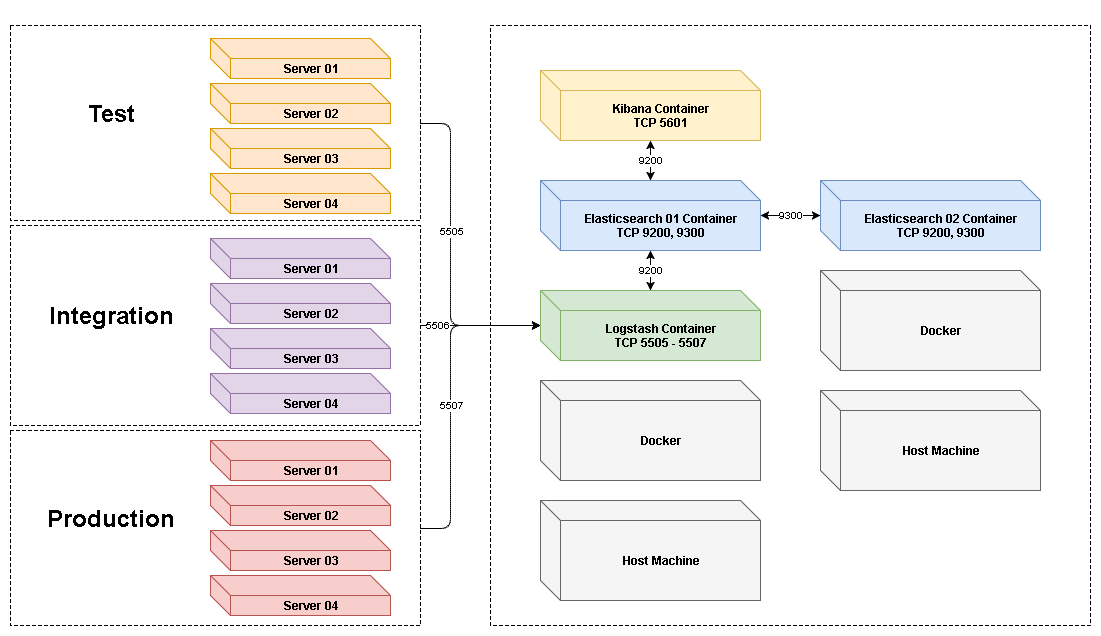 Test
Server 01
Server 02
Server 03
Server 04
Integration
Server 01
Server 02
Server 03
Server 04
Production
Server 01
Server 02
Server 03
Server 04
5505
5506
5507
Kibana Container
TCP 5601
9200
Elasticsearch 01 Container
TCP 9200, 9300
9300
Elasticsearch 02 Container
TCP 9200, 9300
9200
Logstash Container
TCP 5505 - 5507
Docker
Host Machine
Docker
Host Machine